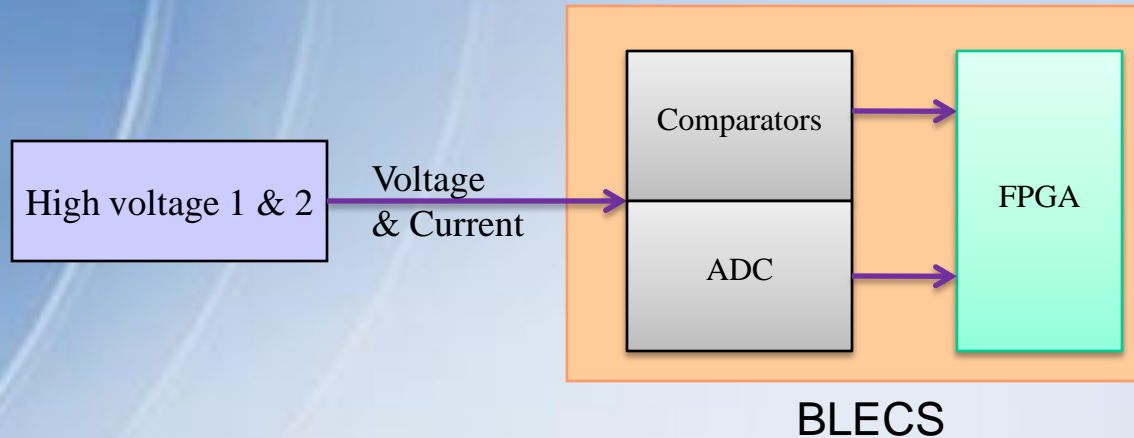 High voltage 1 & 2
Voltage
& Current
Comparators
ADC
FPGA
BLECS